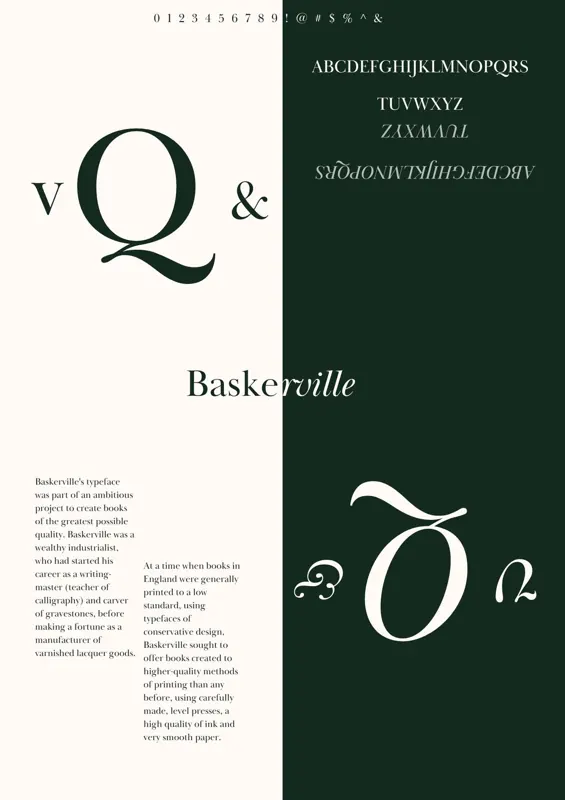 0 1 2 3 4 5 6 7 8 9 ! @ # $ % ^ &
ABCDEFGHIJKLMNOPQRS
TUVWXYZ
TUVWXYZ
ABCDEFGHIJKLMNOPQRS
v Q &
Baskerville
Baskerville's typeface
was part of an ambitious
project to create books
of the greatest possible
quality. Baskerville was a
wealthy industrialist,
who had started his
career as a writing-
master (teacher of
calligraphy) and carver
of gravestones, before
making a fortune as a
manufacturer of
varnished lacquer goods.
At a time when books in
England were generally
printed to a low
standard, using
typefaces of
conservative design,
Baskerville sought to
offer books created to
higher-quality methods
of printing than any
before, using carefully
made, level presses, a
high quality of ink and
very smooth paper.
& Q v